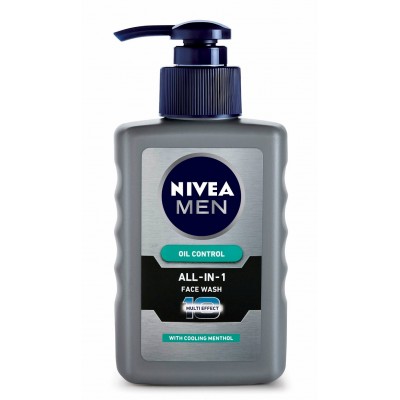 NIVEA
MEN
OIL CONTROL
ALL-IN-1
FACE WASH
10
MULTI EFFECT
WITH COOLING MENTHOL